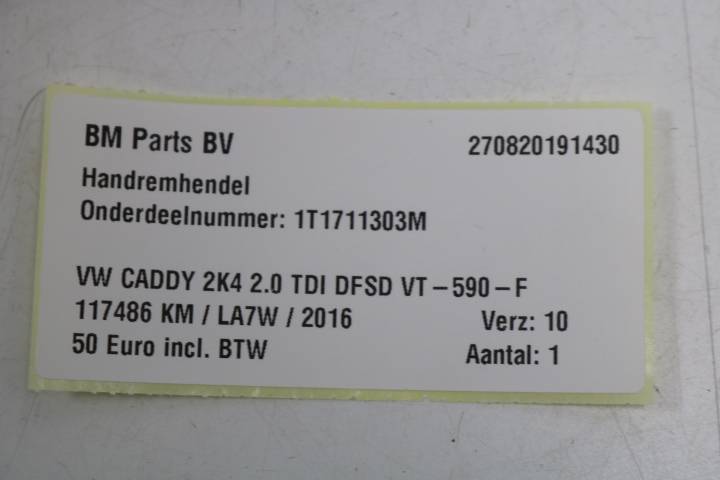 BM Parts BV 270820191430
Handremhendel
Onderdeelnummer: 1T1711303M
VW CADDY 2K4 2.0 TDI DFSD VT-590-F
117486 KM / LA7W / 2016 Verz: 10
50 Euro incl. BTW Aantal: 1